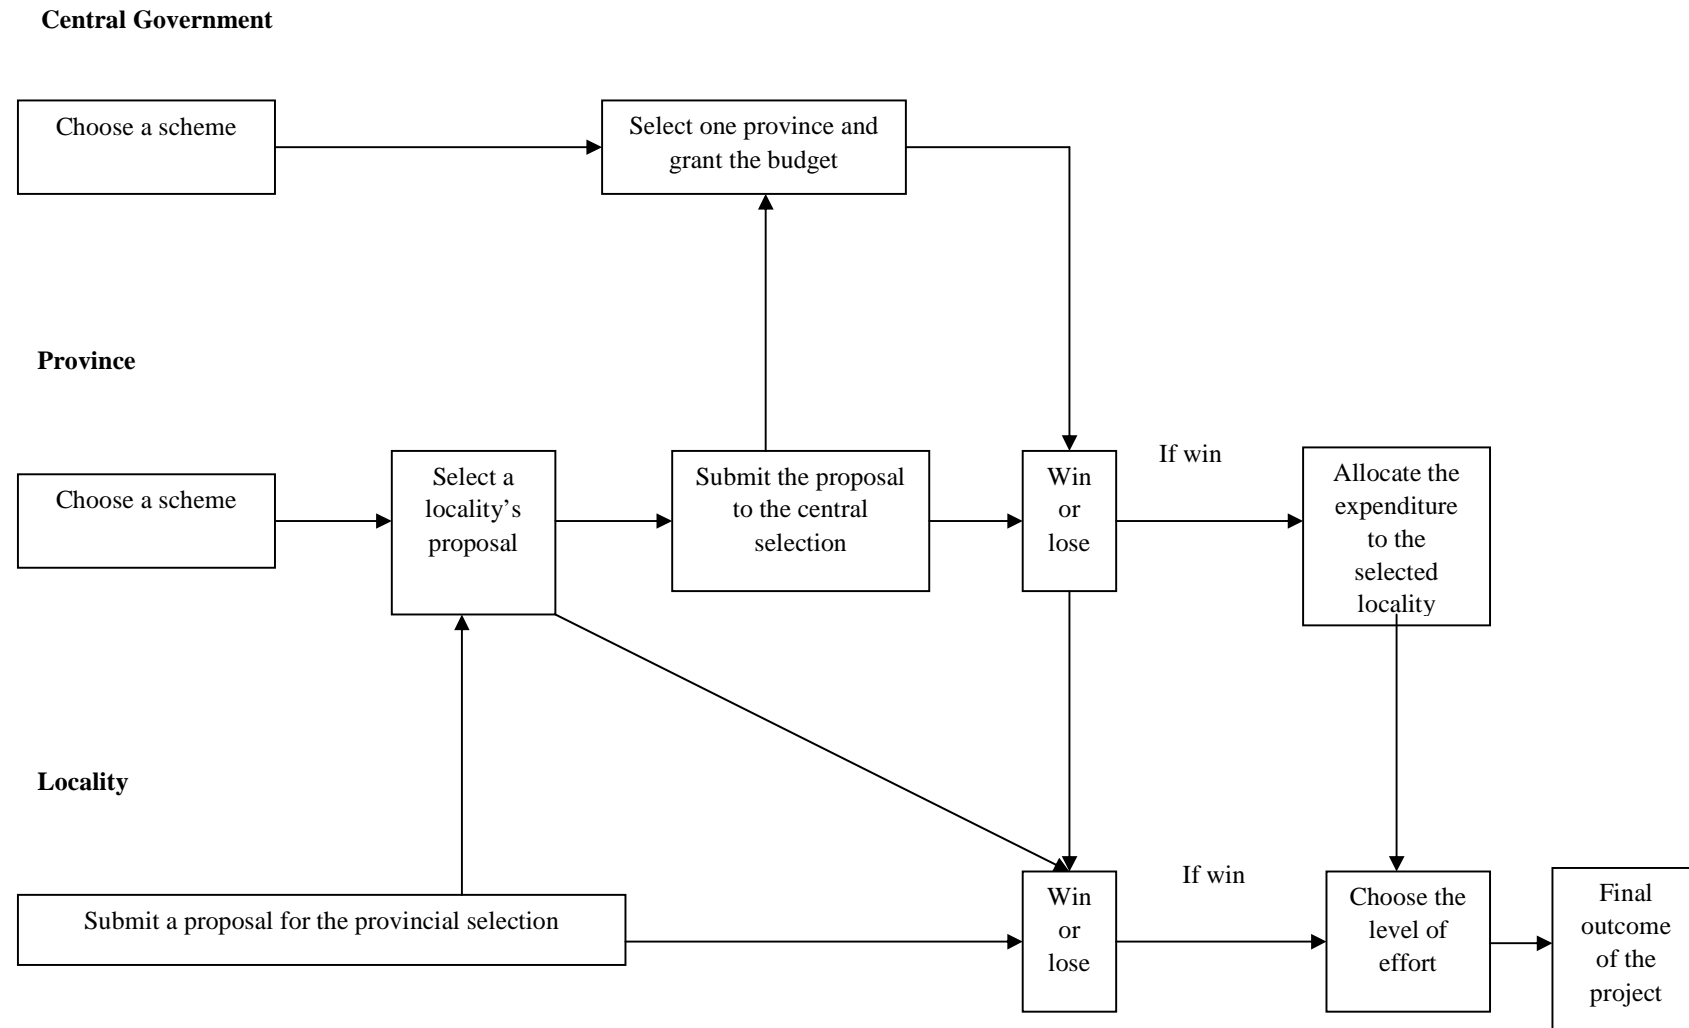 Central Government
Choose a scheme
Select one province and
grant the budget
Province
Choose a scheme
Select a
locality’s
proposal
Submit the proposal
to the central
selection
Win
or
lose
If win
Allocate the
expenditure
to the
selected
locality
Locality
Submit a proposal for the provincial selection
Win
or
lose
If win
Choose the
level of
effort
Final
outcome
of the
project